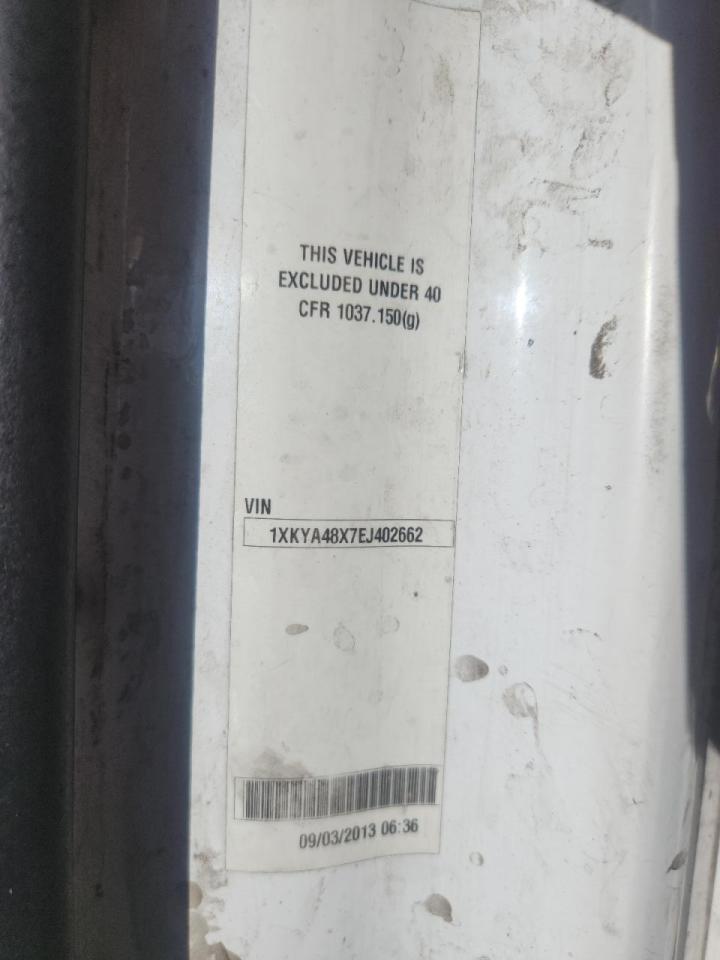 THIS VEHICLE IS
EXCLUDED UNDER 40
CFR 1037.150(g)
VIN
1XKYA48X7EJ402662
09/03/2013 06:36